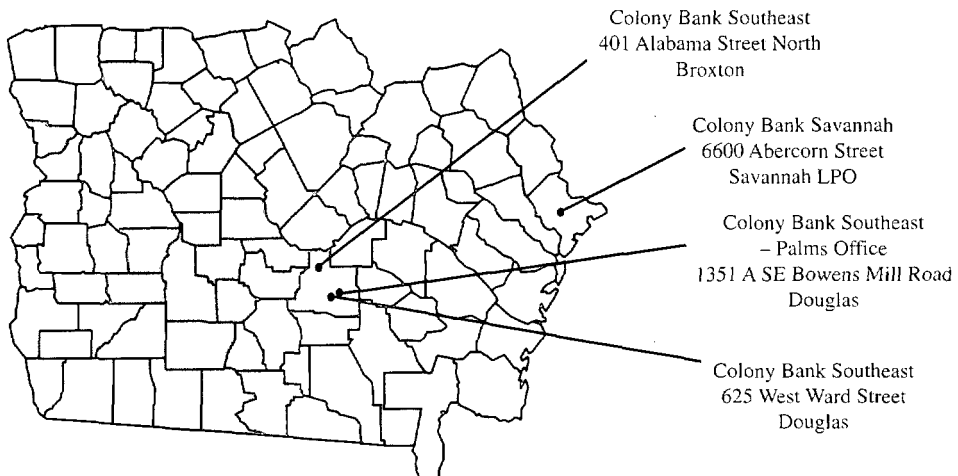 Colony Bank Southeast
401 Alabama Street North
Broxton
Colony Bank Savannah
6600 Abercorn Street
Savannah LPO
Colony Bank Southeast
– Palms Office
1351 A SE Bowens Mill Road
Douglas
Colony Bank Southeast
625 West Ward Street
Douglas